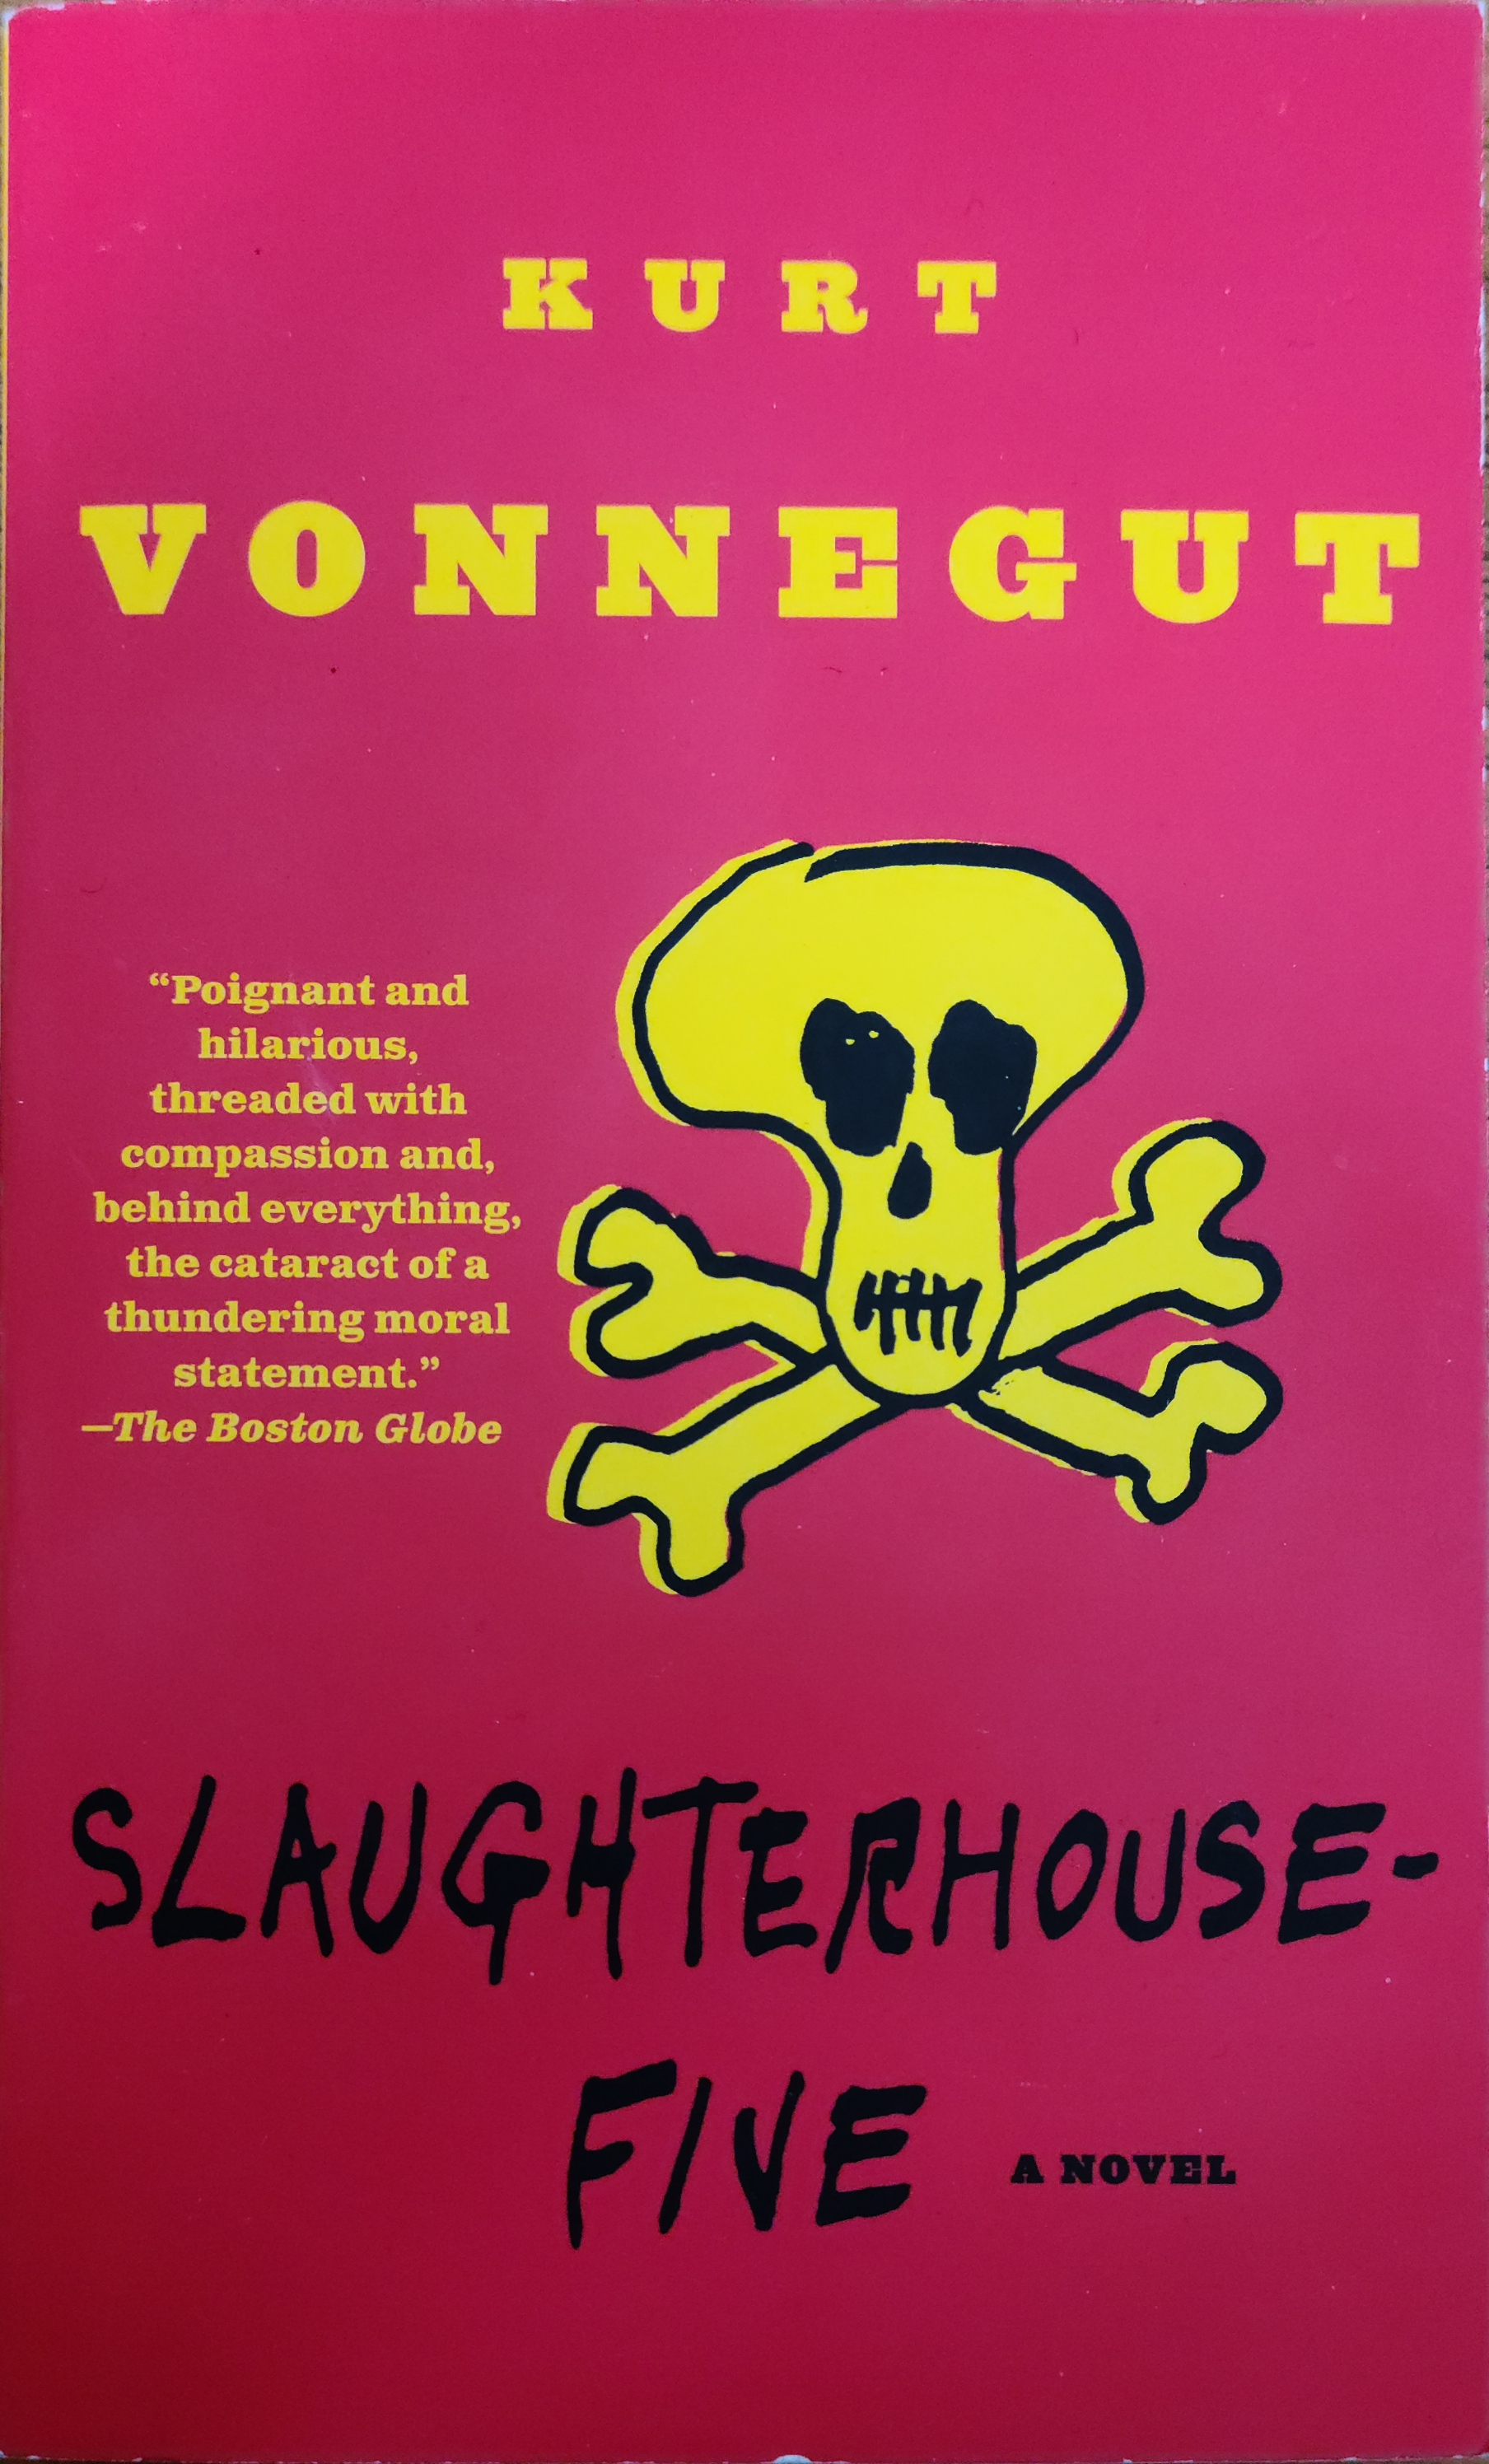 KURT
VONNEGUT
“Poignant and
hilarious,
threaded with
compassion and,
behind everything,
the cataract of a
thundering moral
statement.”
—The Boston Globe
SLAUGHTERHOUSE-
FIVE
A NOVEL